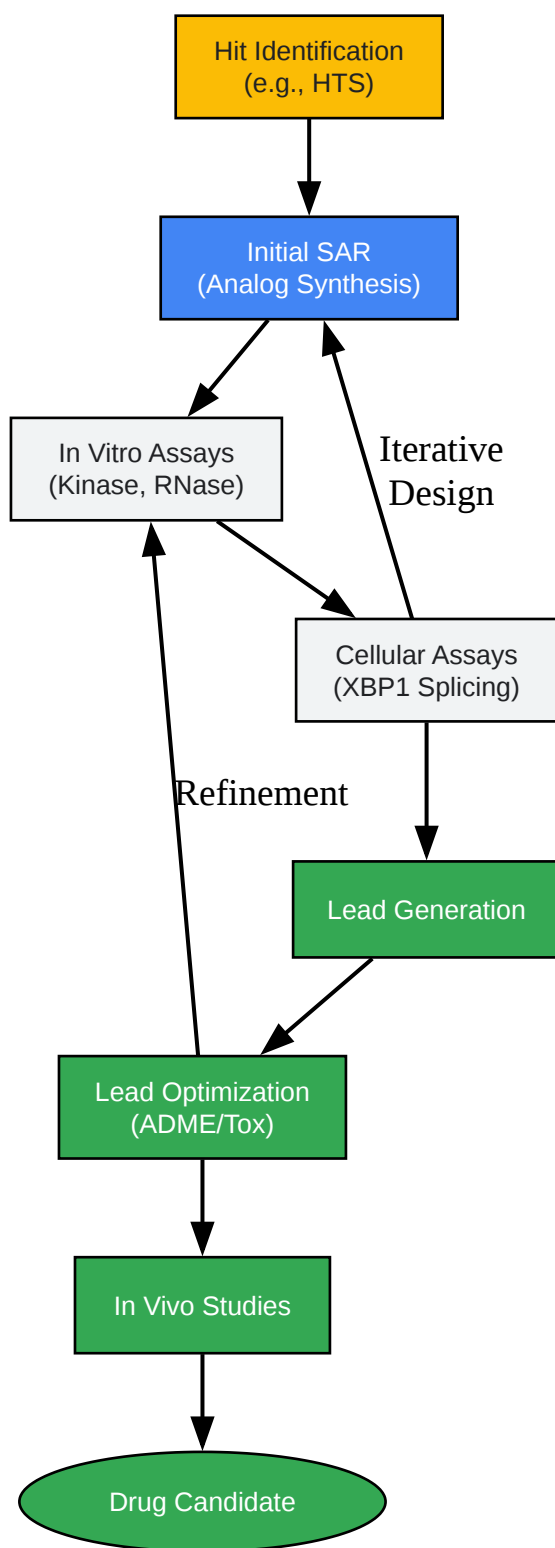 Hit Identification
(e.g., HTS)
Initial SAR
(Analog Synthesis)
In Vitro Assays
(Kinase, RNase)
Iterative
Design
Cellular Assays
(XBP1 Splicing)
Refinement
Lead Generation
Lead Optimization
(ADME/Tox)
In Vivo Studies
Drug Candidate